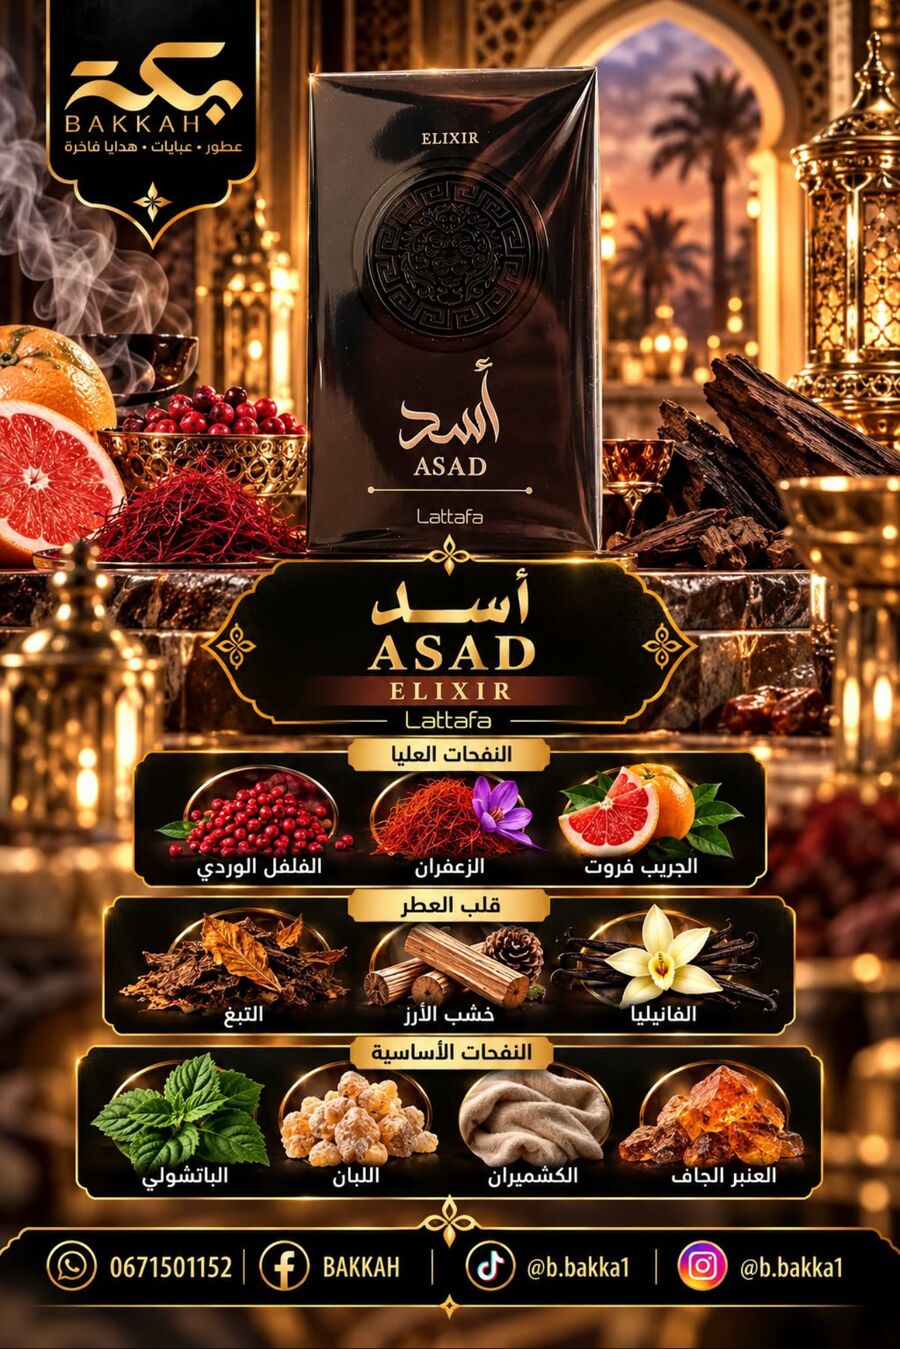 بكة
BAKKAH
عطور • عبايات • هدايا فاخرة
ELIXIR
أسد
ASAD
Lattafa
أسد
ASAD
ELIXIR
Lattafa
النفحات العليا
الفلفل الوردي الزعفران الجريب فروت
قلب العطر
التبغ خشب الأرز الفانيليا
النفحات الأساسية
الباتشولي اللبان الكشميران العنبر الجاف
0671501152 BAKKAH @b.bakka1 @b.bakka1